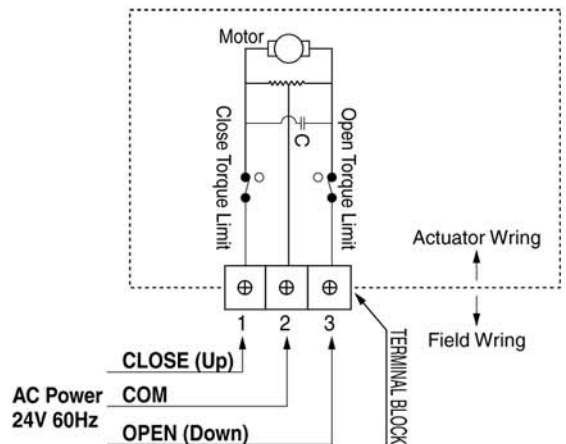 Motor
Close Torque Limit
C
Open Torque Limit
Actuator Wring
1 2 3
TERMINAL BLOCK
Field Wring
CLOSE (Up)
AC Power
24V 60Hz
COM
OPEN (Down)